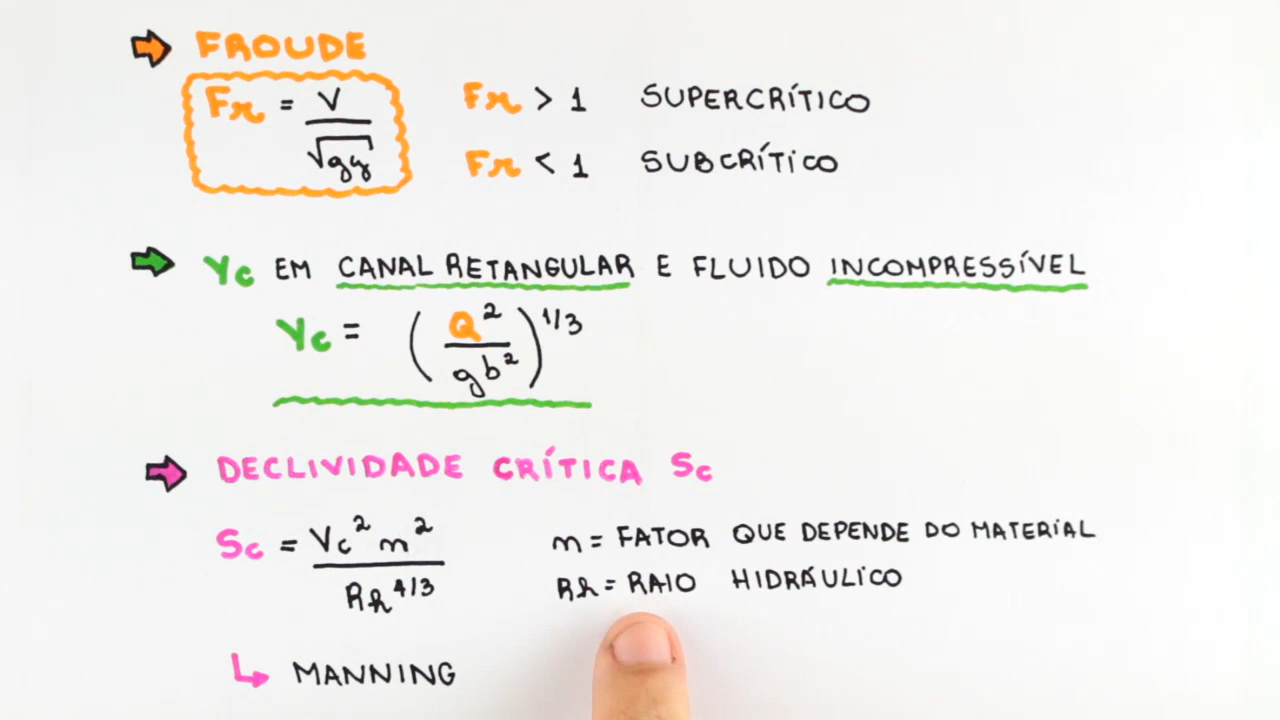 FROUDE
Fr = V / √gy
Fr > 1 SUPERCRÍTICO
Fr < 1 SUBCRÍTICO
Yc EM CANAL RETANGULAR E FLUIDO INCOMPRESSÍVEL
Yc = (Q² / gb²)^1/3
DECLIVIDADE CRÍTICA Sc
Sc = Vc² n² / Rh^4/3
n = FATOR QUE DEPENDE DO MATERIAL
Rh = RAIO HIDRÁULICO
↳ MANNING